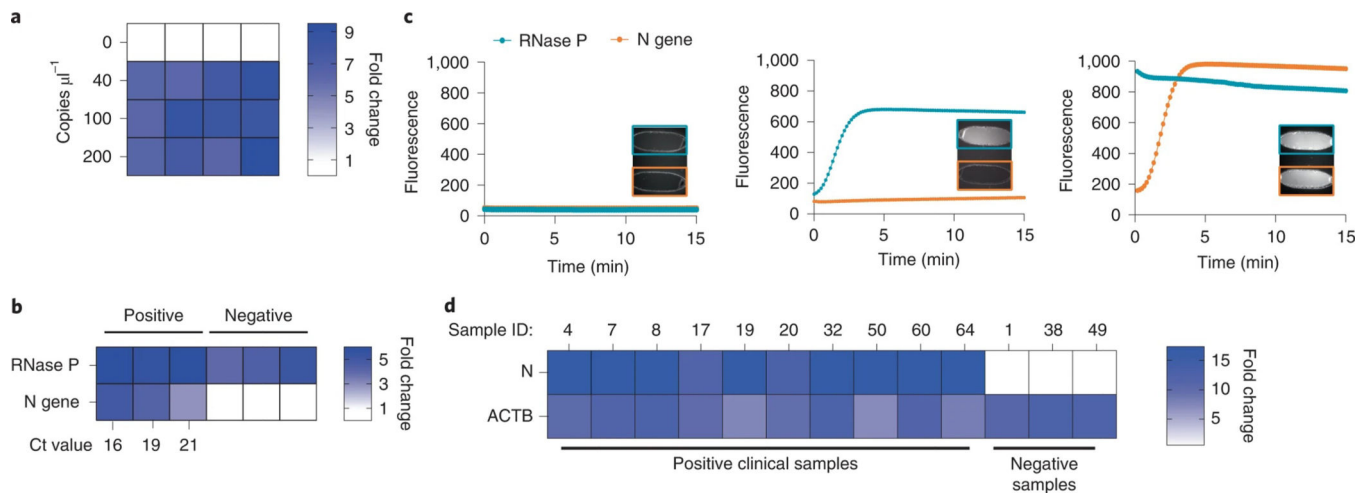 a
0
40
100
200
Copies µl⁻¹
9
7
5
3
1
Fold change
c
RNase P
N gene
1,000
800
600
400
200
0
Fluorescence
0 5 10 15
Time (min)
1,000
800
600
400
200
0
Fluorescence
0 5 10 15
Time (min)
1,000
800
600
400
200
0
Fluorescence
0 5 10 15
Time (min)
b
Positive Negative
RNase P
N gene
Ct value 16 19 21
5
3
1
Fold change
d
Sample ID: 4 7 8 17 19 20 32 50 60 64 1 38 49
N
ACTB
Positive clinical samples
Negative
samples
15
10
5
Fold change